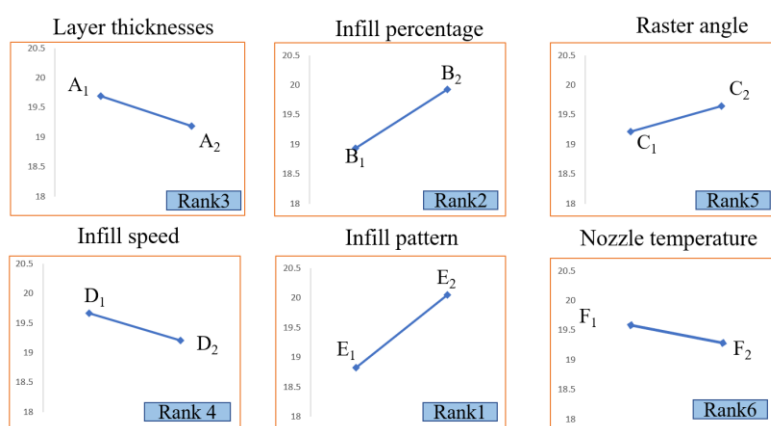 Layer thicknesses
20.5
20
19.5
19
18.5
18
A1
A2
Rank3
Infill percentage
20.5
20
19.5
19
18.5
18
B2
B1
Rank2
Raster angle
20.5
20
19.5
19
18.5
18
C2
C1
Rank5
Infill speed
20.5
20
19.5
19
18.5
18
D1
D2
Rank 4
Infill pattern
20.5
20
19.5
19
18.5
18
E2
E1
Rank1
Nozzle temperature
20.5
20
19.5
19
18.5
18
F1
F2
Rank6